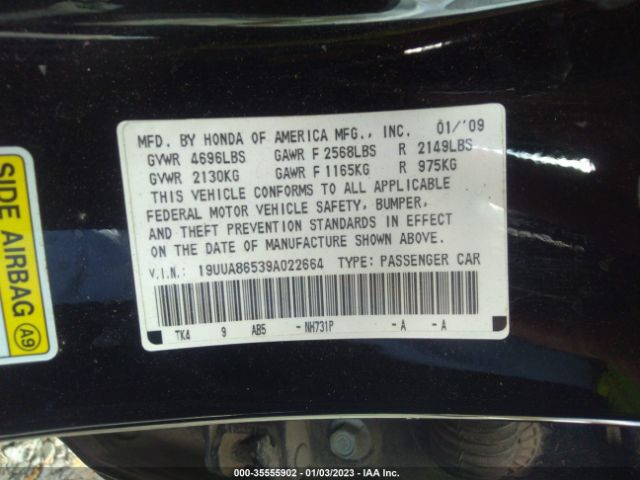 MFD. BY HONDA OF AMERICA MFG., INC. 01/'09
GVWR 4696LBS GAWR F 2568LBS R 2149LBS
GVWR 2130KG GAWR F 1165KG R 975KG
THIS VEHICLE CONFORMS TO ALL APPLICABLE
FEDERAL MOTOR VEHICLE SAFETY, BUMPER,
AND THEFT PREVENTION STANDARDS IN EFFECT
ON THE DATE OF MANUFACTURE SHOWN ABOVE.
V.I.N.: 19UUA86539A022664 TYPE: PASSENGER CAR
TK4 9 AB5 -NH731P -A -A
SIDE AIRBAG A9
000-35555902 - 01/03/2023 - IAA Inc.